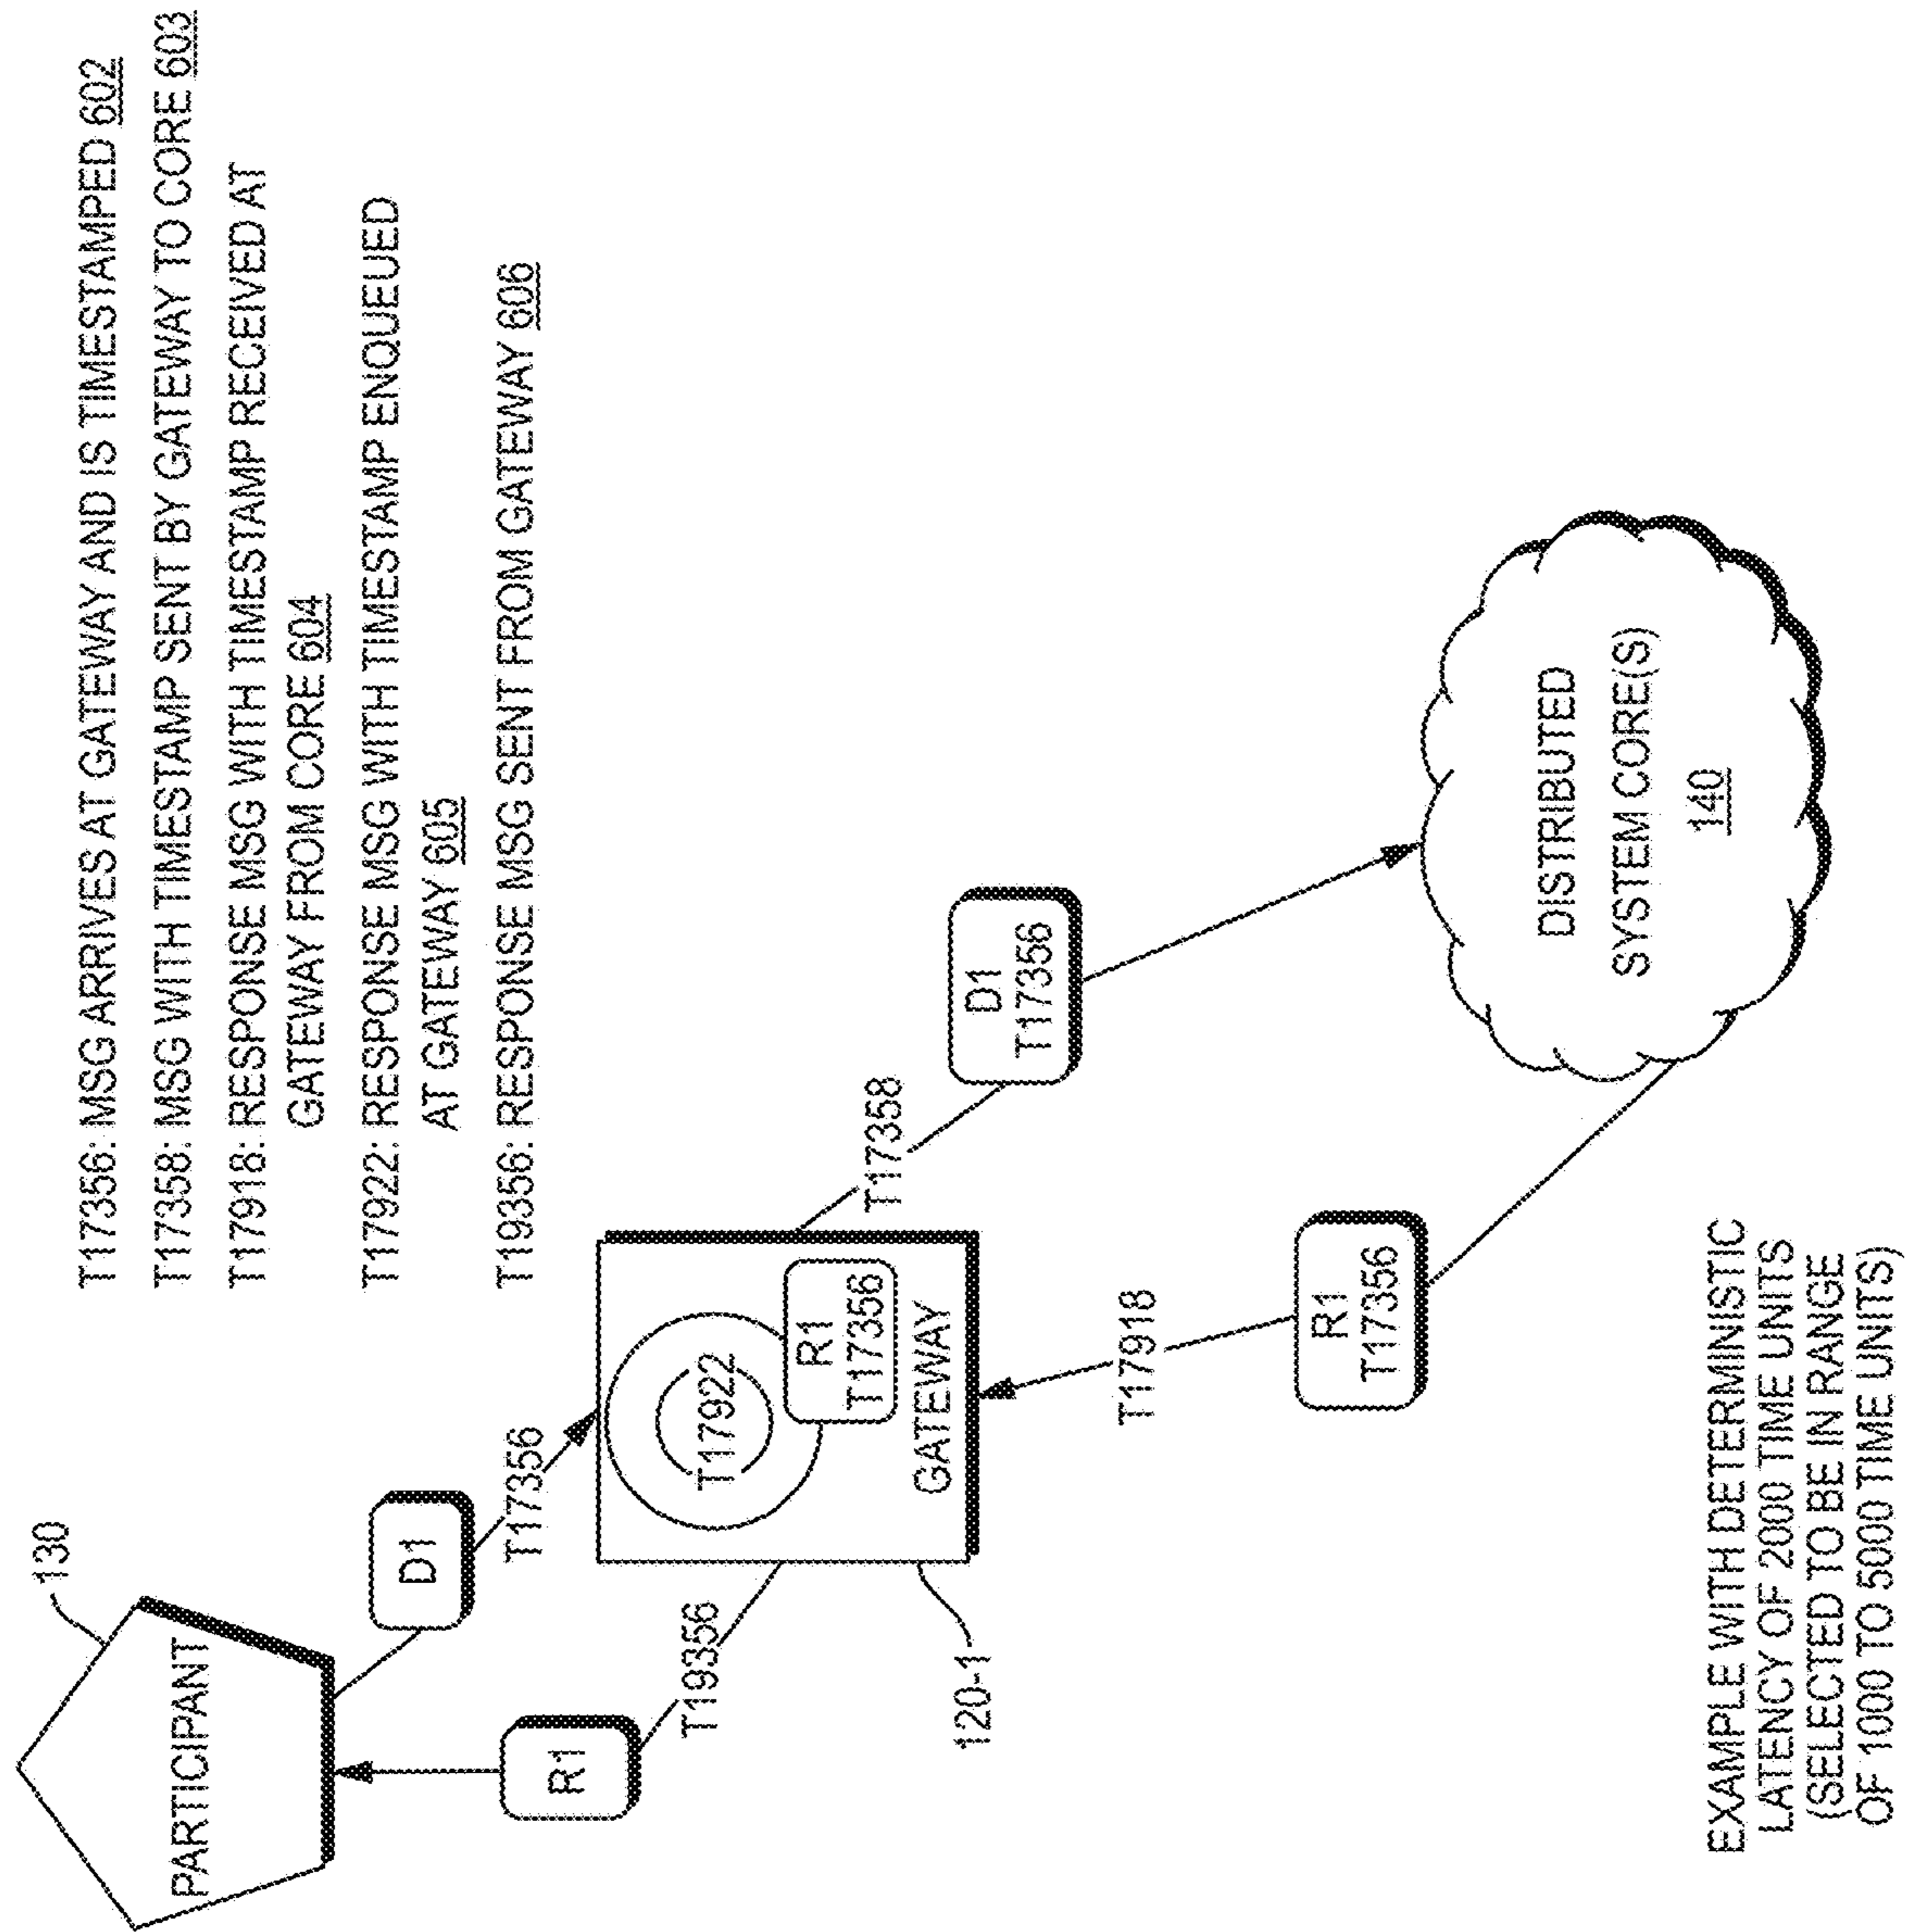 T17356: MSG ARRIVES AT GATEWAY AND IS TIMESTAMPED 602
T17358: MSG WITH TIMESTAMP SENT BY GATEWAY TO CORE 603
T17918: RESPONSE MSG WITH TIMESTAMP RECEIVED AT
GATEWAY FROM CORE 604
T17922: RESPONSE MSG WITH TIMESTAMP ENQUEUED
AT GATEWAY 605
T19356: RESPONSE MSG SENT FROM GATEWAY 606
130
PARTICIPANT
D1
T17356
R1
T19356
120-1
T17922
R1
T17356
GATEWAY
T17358
D1
T17356
T17918
R1
T17356
DISTRIBUTED
SYSTEM CORE(S)
140
EXAMPLE WITH DETERMINISTIC
LATENCY OF 2000 TIME UNITS
(SELECTED TO BE IN RANGE
OF 1000 TO 5000 TIME UNITS)